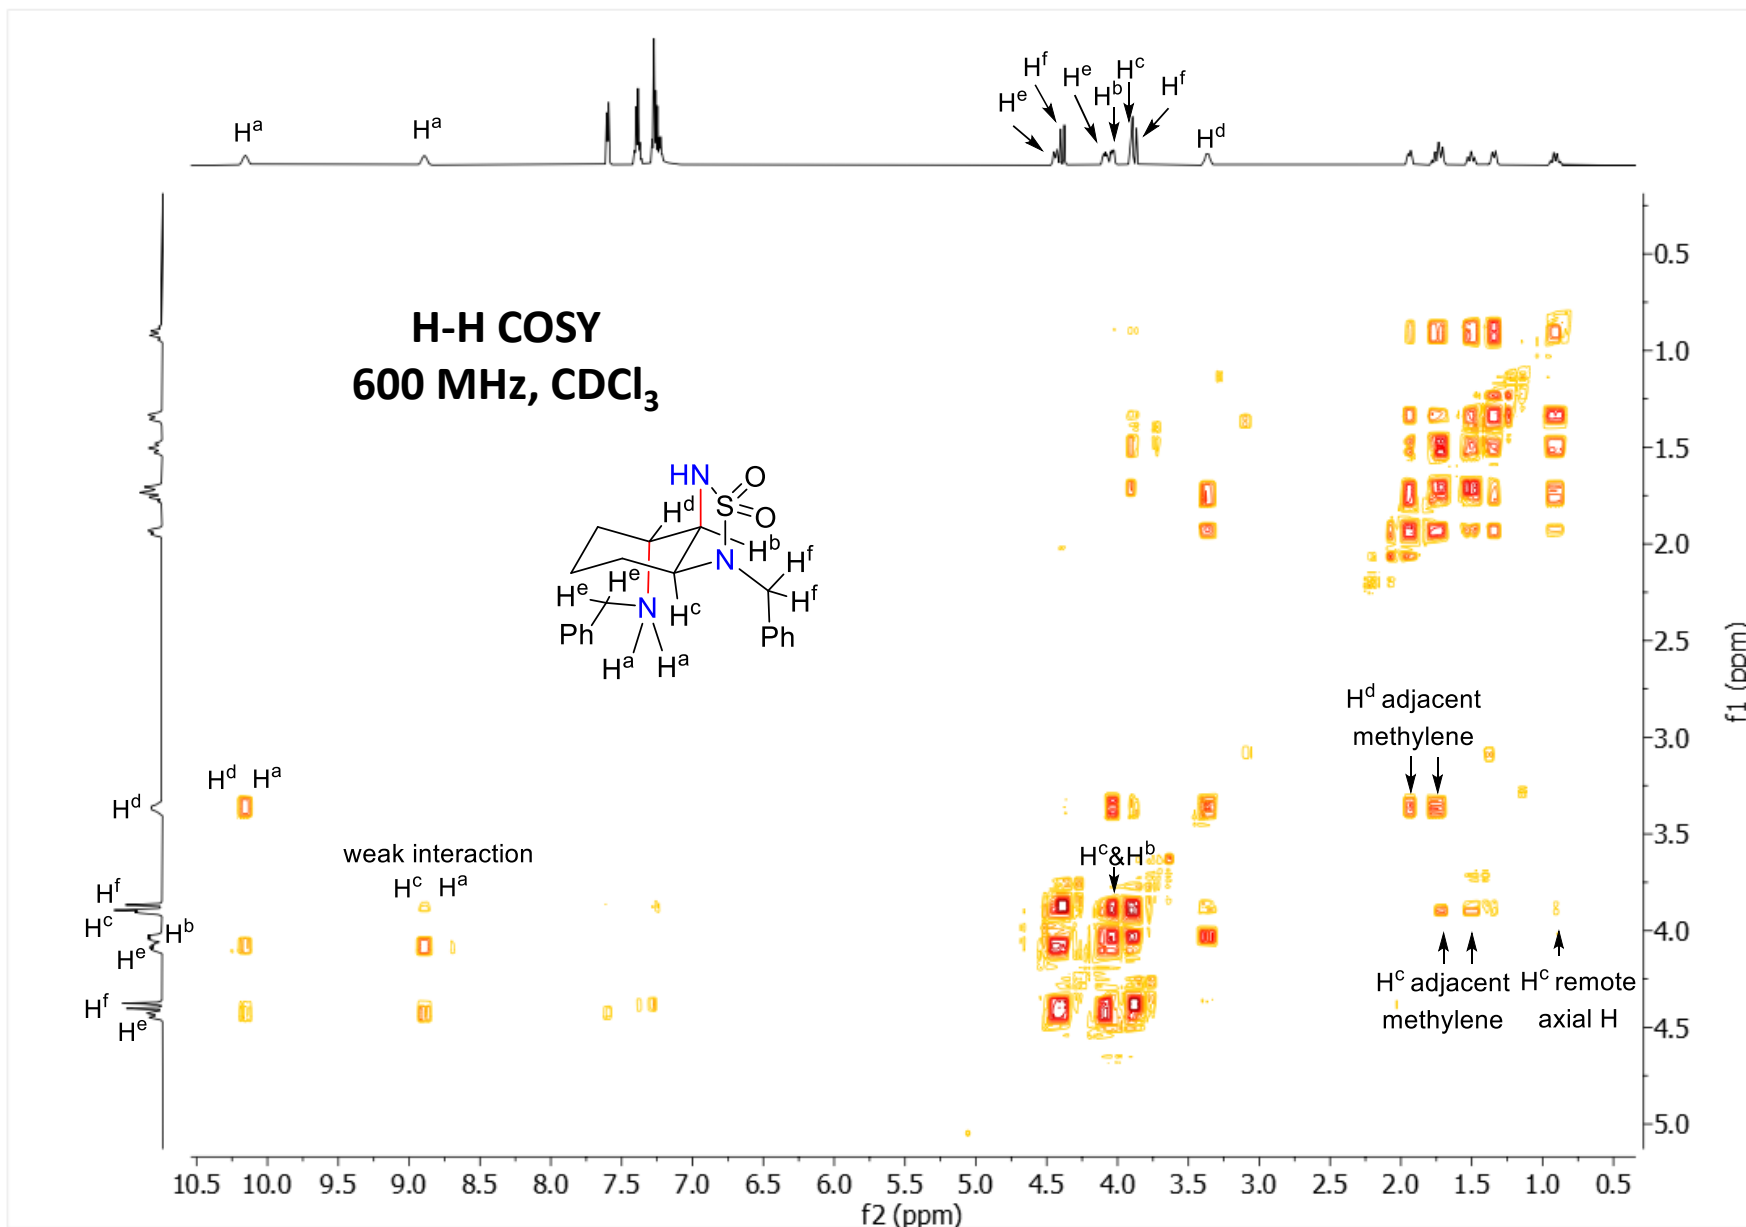 Hᵃ
Hᵃ
Hᵉ
Hᶠ
Hᵉ
Hᵇ
Hᶜ
Hᶠ
Hᵈ
H-H COSY
600 MHz, CDCl₃
HN
O
S
O
Hᵈ
Hᵇ
N
Hᶠ
Hᶠ
Hᵉ
Hᵉ
N
Hᶜ
Ph
Ph
Hᵃ
Hᵃ
Hᵈ adjacent
methylene
Hᵈ Hᵃ
Hᵈ
weak interaction
Hᶜ Hᵃ
Hᶜ&Hᵇ
Hᶠ
Hᶜ
Hᵇ
Hᵉ
Hᶠ
Hᵉ
Hᶜ adjacent
methylene
Hᶜ remote
axial H
0.5
1.0
1.5
2.0
2.5
3.0
3.5
4.0
4.5
5.0
f1 (ppm)
10.5 10.0 9.5 9.0 8.5 8.0 7.5 7.0 6.5 6.0 5.5 5.0 4.5 4.0 3.5 3.0 2.5 2.0 1.5 1.0 0.5
f2 (ppm)